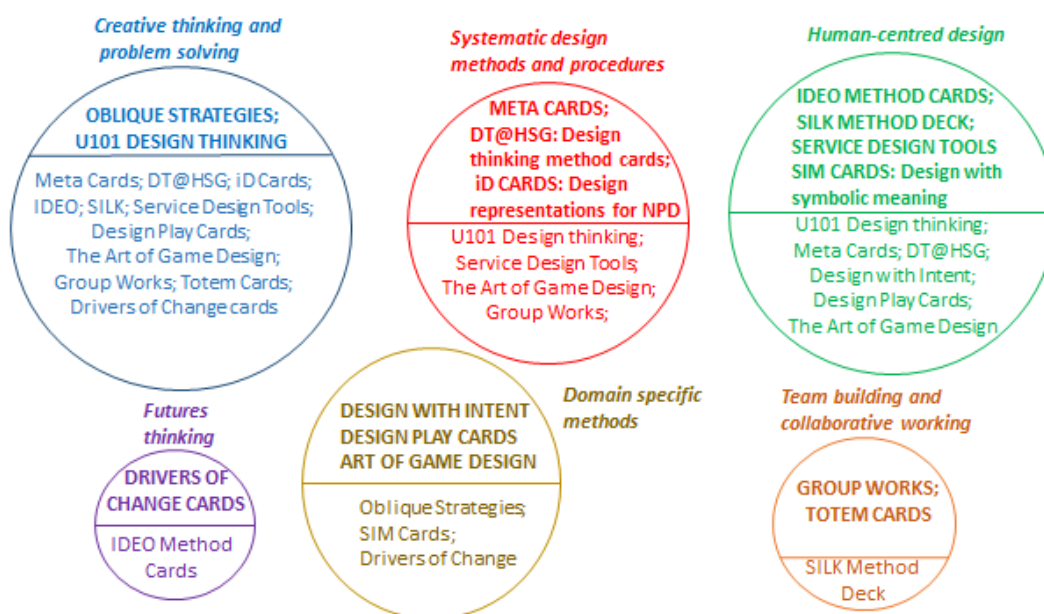 Creative thinking and
problem solving
OBLIQUE STRATEGIES;
U101 DESIGN THINKING
Meta Cards; DT@HSG; iD Cards;
IDEO; SILK; Service Design Tools;
Design Play Cards;
The Art of Game Design;
Group Works; Totem Cards;
Drivers of Change cards
Systematic design
methods and procedures
META CARDS;
DT@HSG: Design
thinking method cards;
iD CARDS: Design
representations for NPD
U101 Design thinking;
Service Design Tools;
The Art of Game Design;
Group Works;
Human-centred design
IDEO METHOD CARDS;
SILK METHOD DECK;
SERVICE DESIGN TOOLS
SIM CARDS: Design with
symbolic meaning
U101 Design thinking;
Meta Cards; DT@HSG;
Design with Intent;
Design Play Cards;
The Art of Game Design
Futures
thinking
DRIVERS OF
CHANGE CARDS
IDEO Method
Cards
Domain specific
methods
DESIGN WITH INTENT
DESIGN PLAY CARDS
ART OF GAME DESIGN
Oblique Strategies;
SIM Cards;
Drivers of Change
Team building and
collaborative working
GROUP WORKS;
TOTEM CARDS
SILK Method
Deck